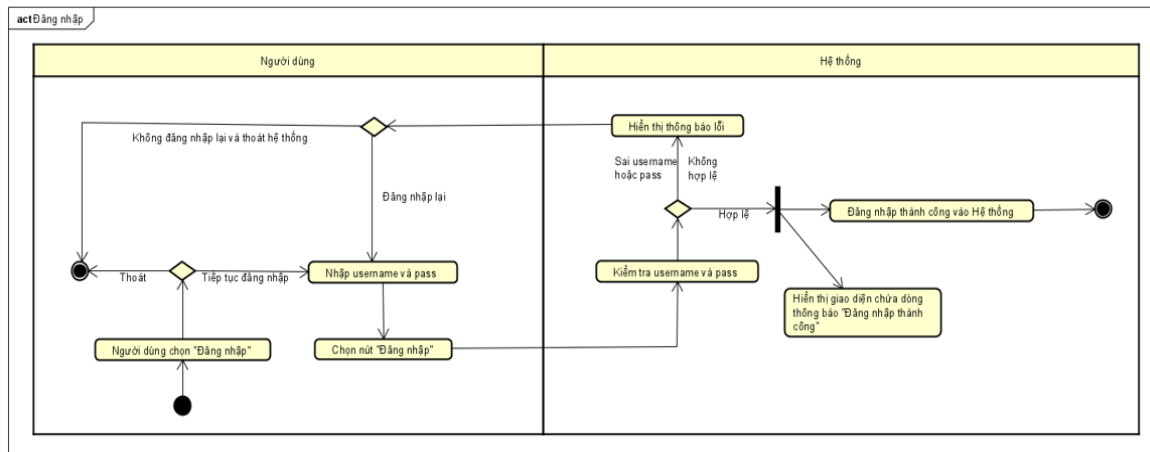 act Đăng nhập
Người dùng
Hệ thống
Không đăng nhập lại và thoát hệ thống
Hiển thị thông báo lỗi
Sai username
hoặc pass
Không
hợp lệ
Đăng nhập lại
Hợp lệ
Đăng nhập thành công vào Hệ thống
Thoát
Tiếp tục đăng nhập
Nhập username và pass
Kiểm tra username và pass
Hiển thị giao diện chứa dòng
thông báo "Đăng nhập thành
công"
Người dùng chọn "Đăng nhập"
Chọn nút "Đăng nhập"